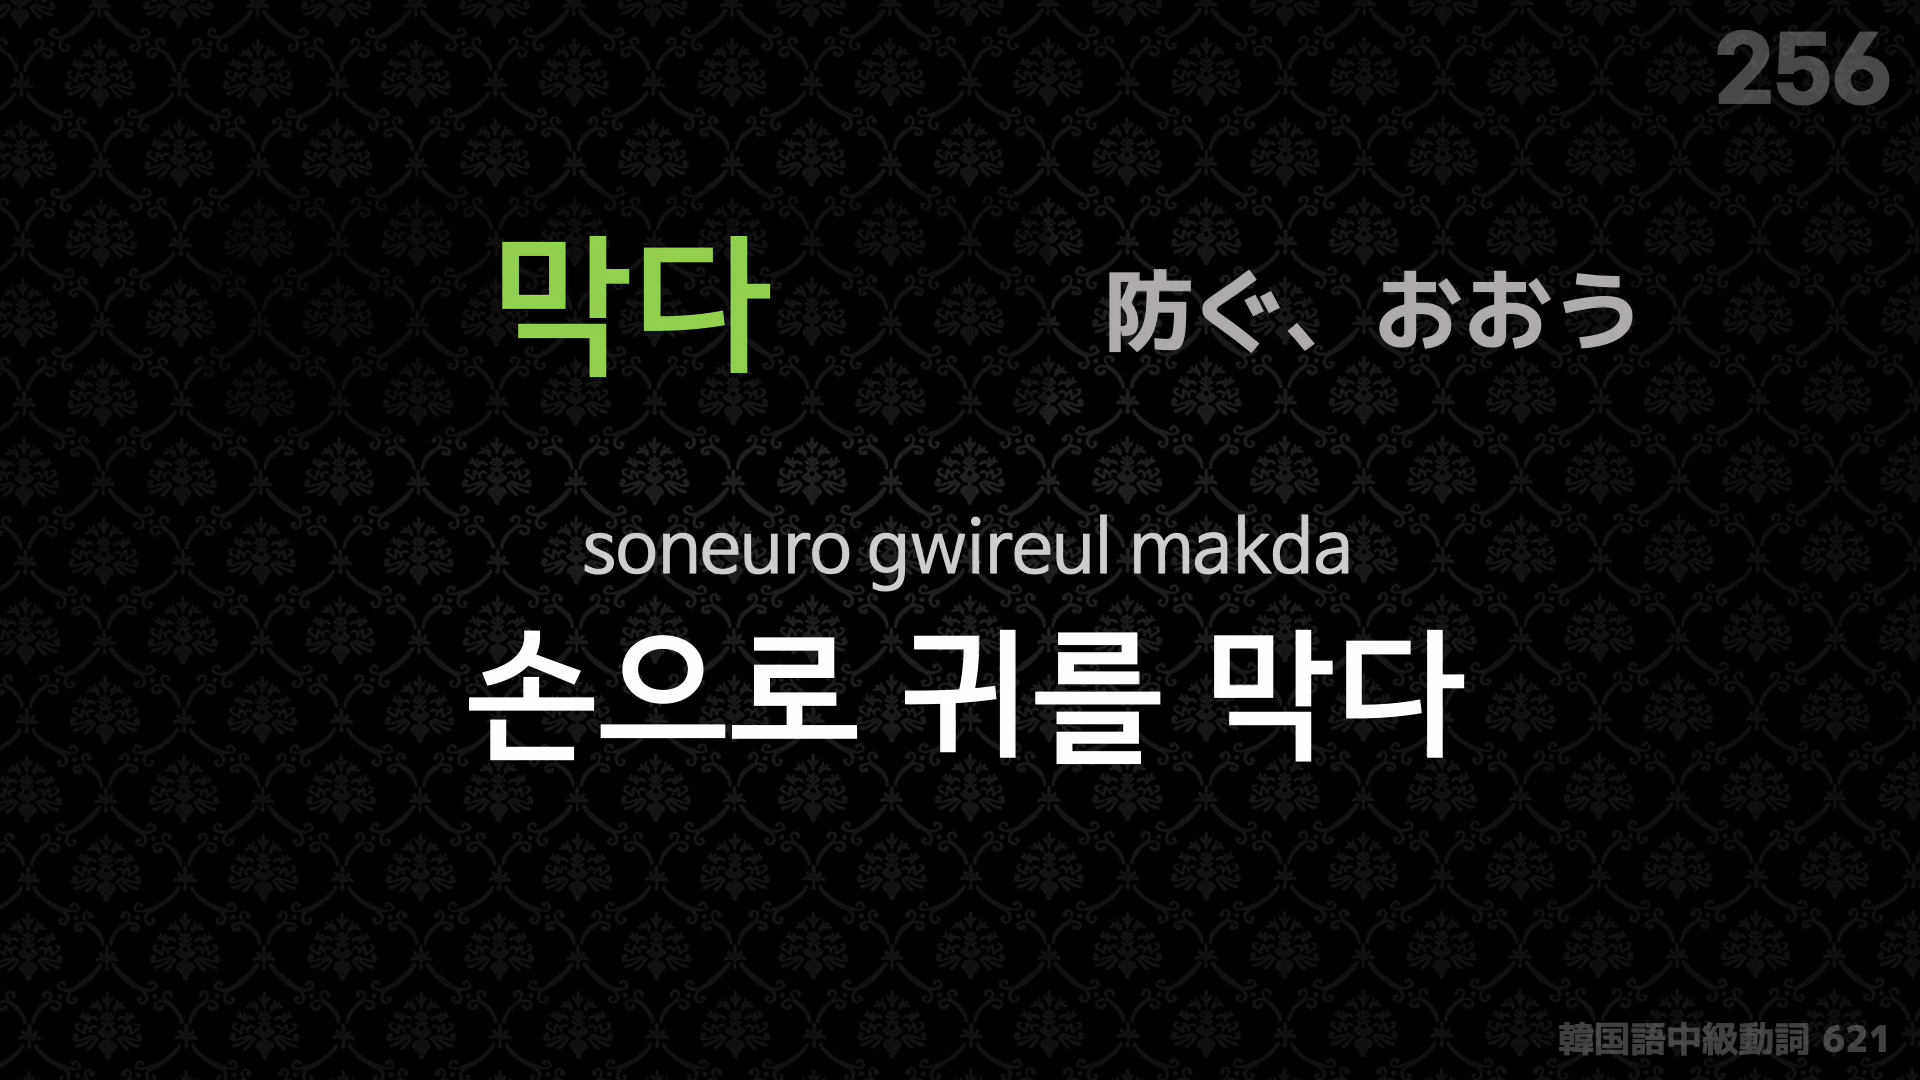 256
막다 防ぐ、おおう
soneuro gwireul makda
손으로 귀를 막다
韓国語中級動詞 621